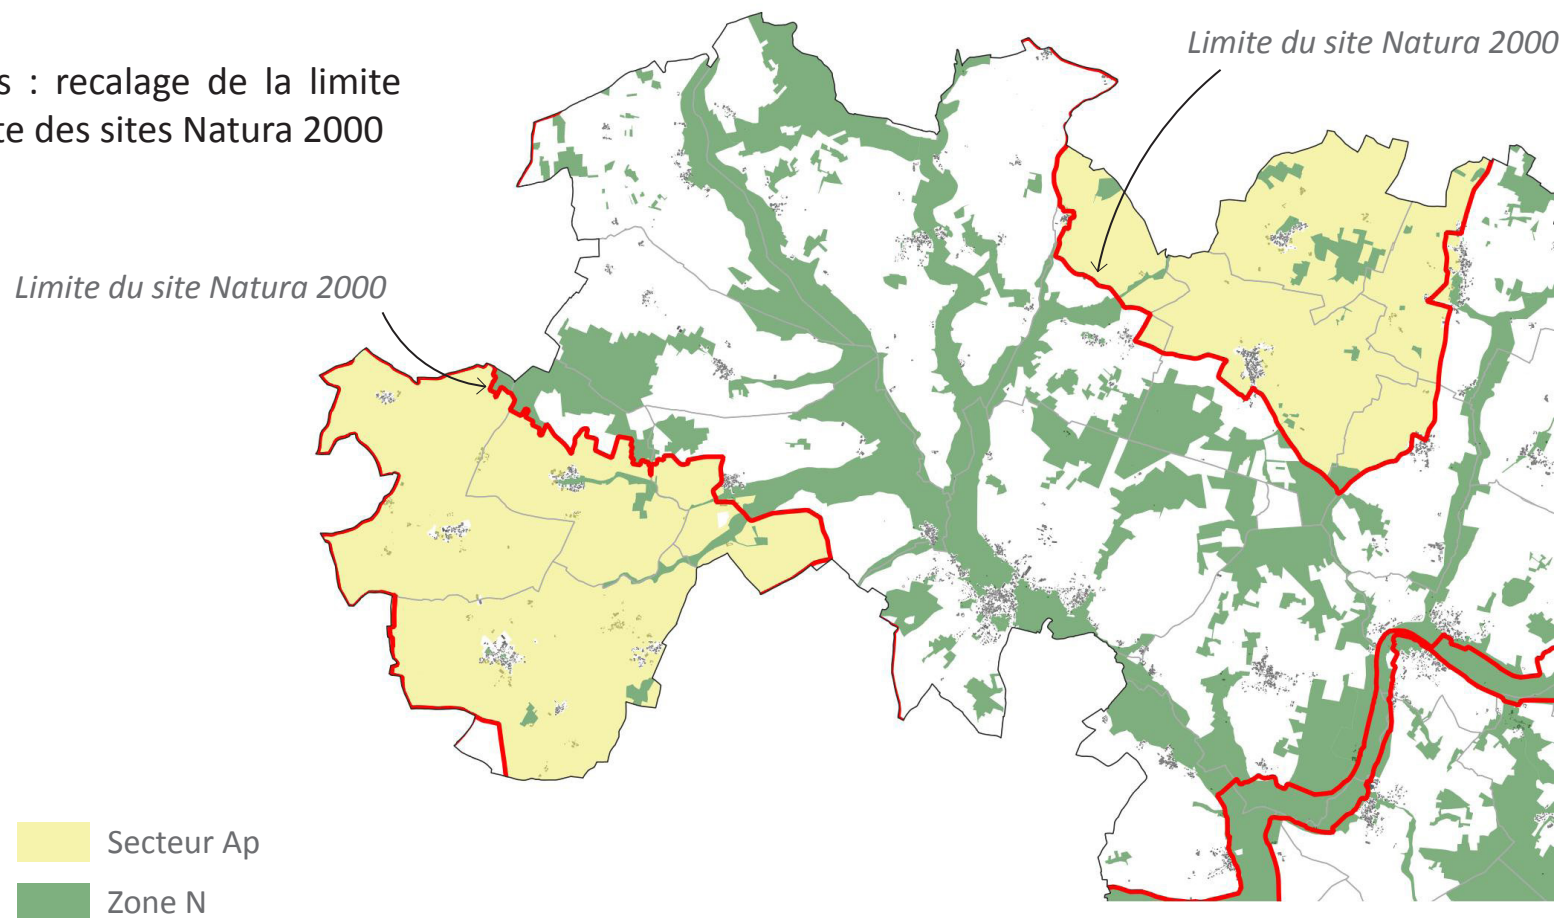 Limite du site Natura 2000
s : recalage de la limite
te des sites Natura 2000
Limite du site Natura 2000
Secteur Ap
Zone N